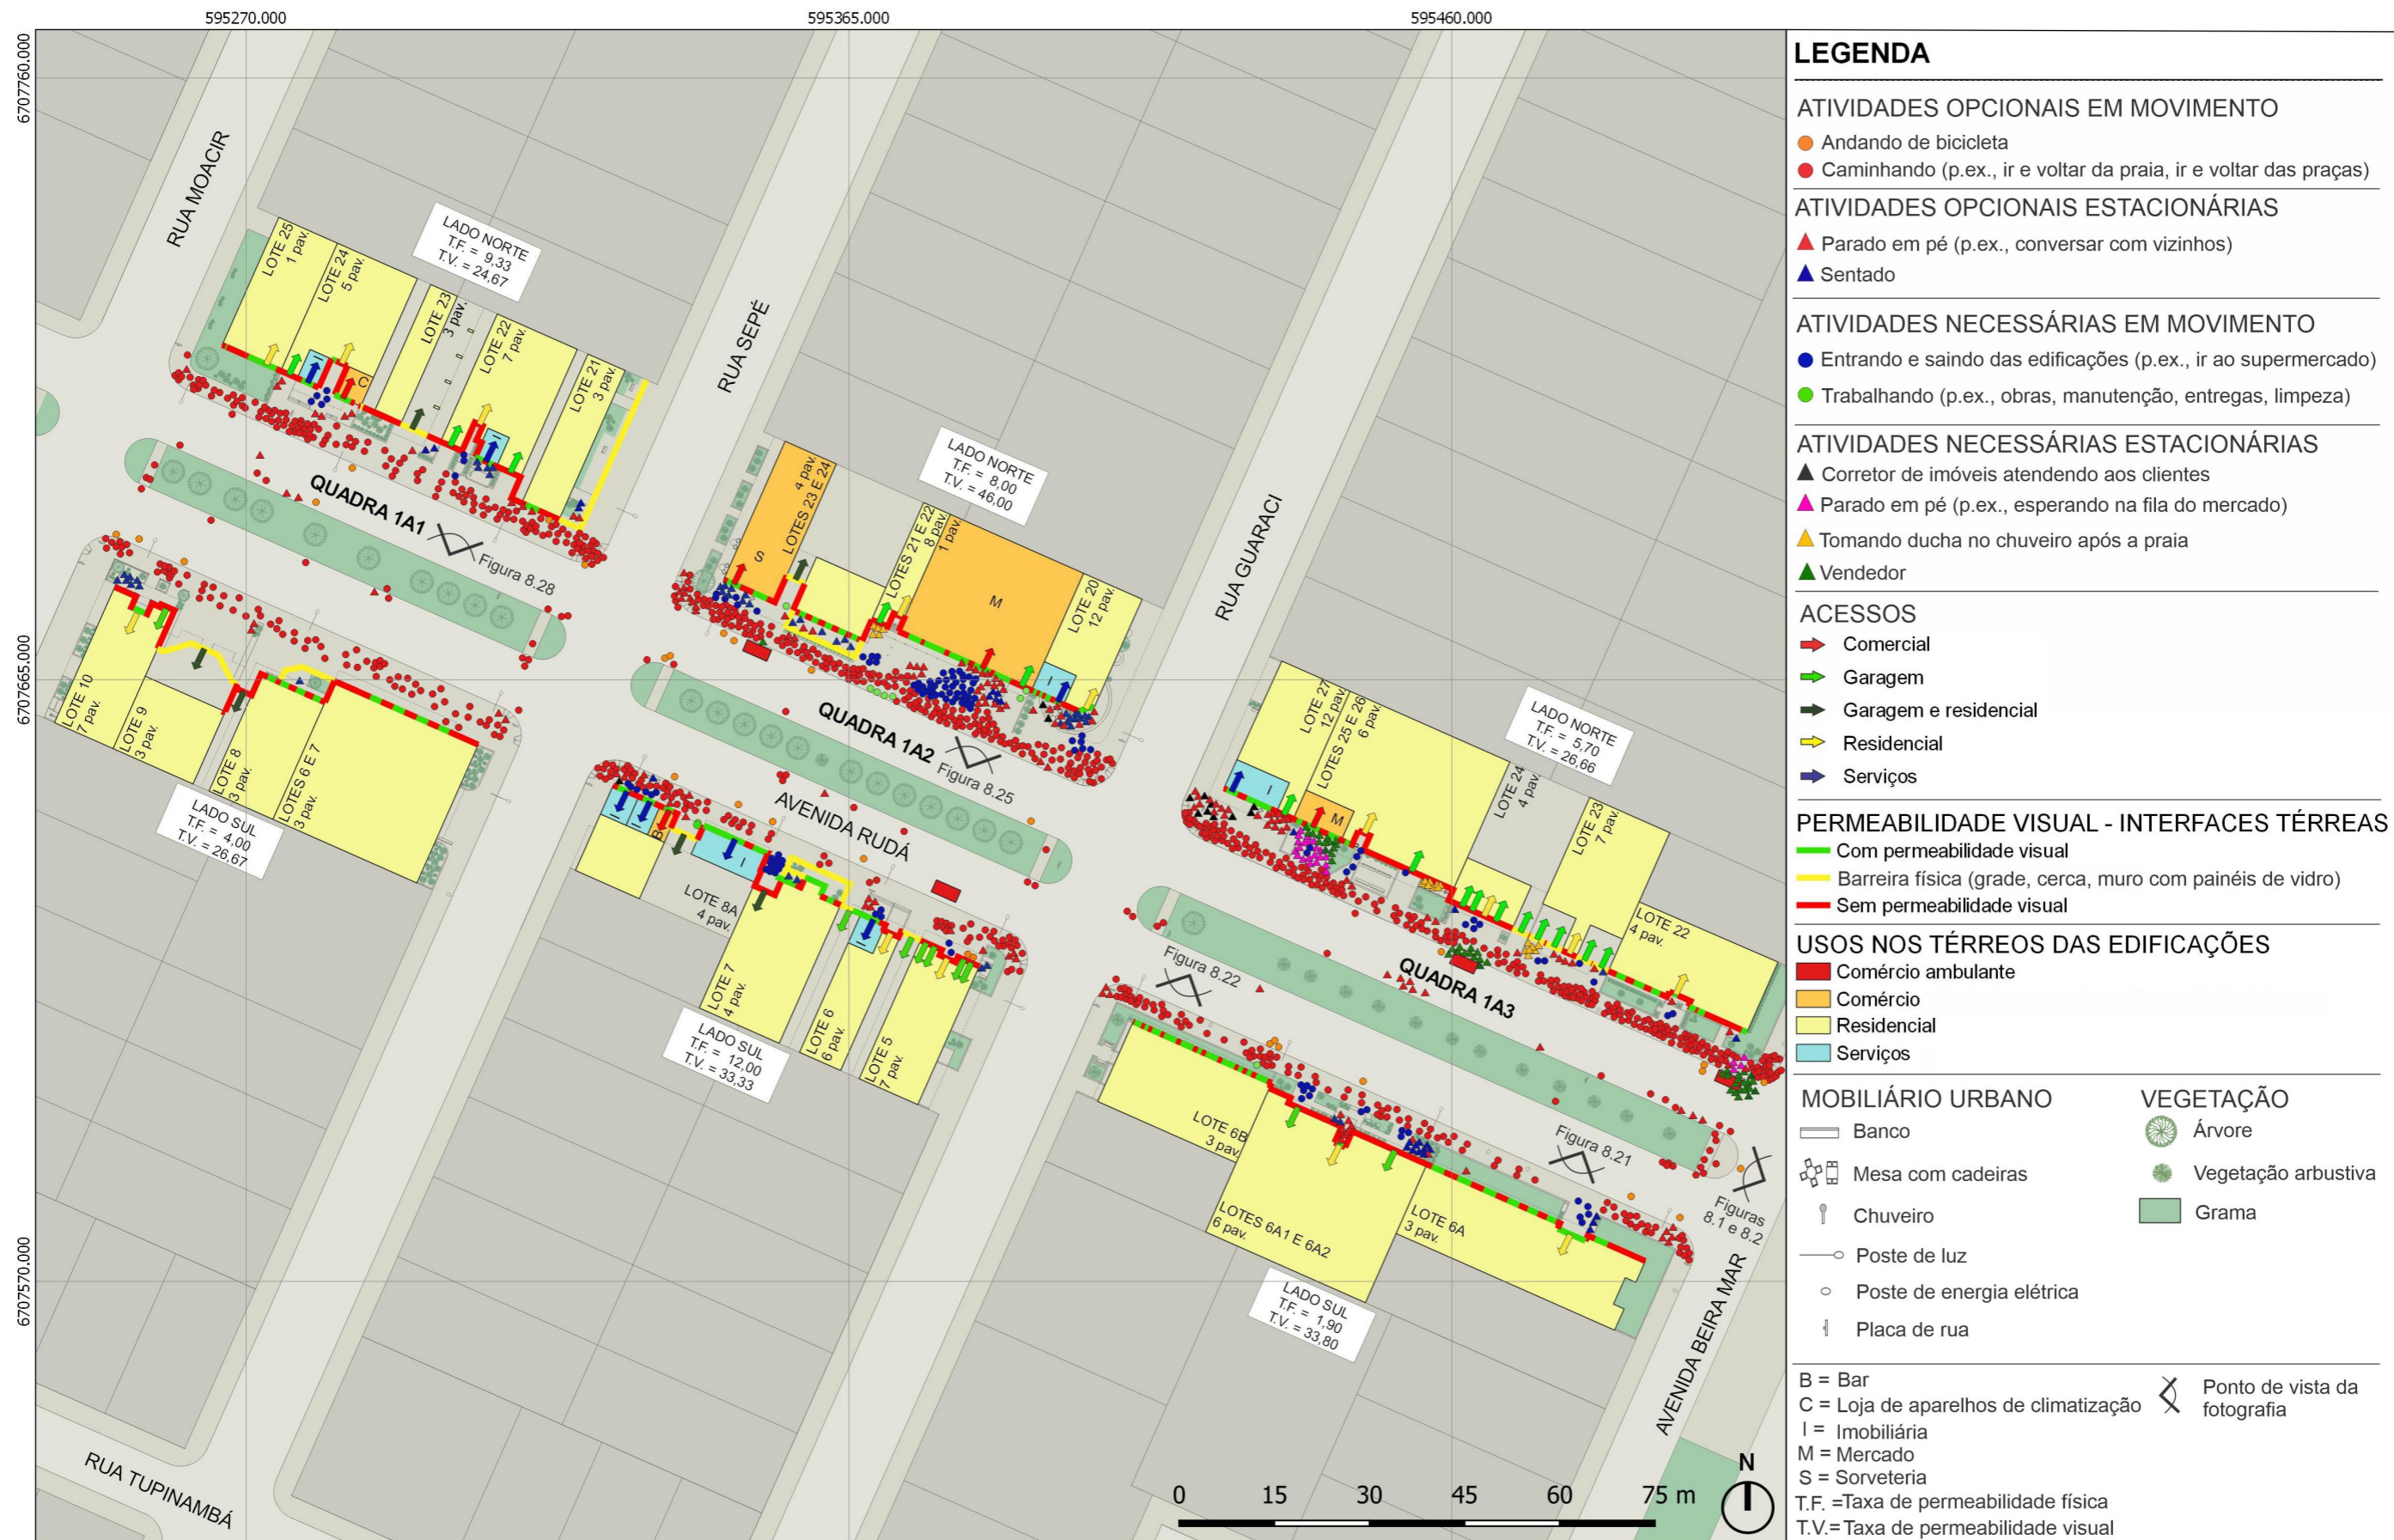 595270.000
595365.000
595460.000
6707760.000
6707665.000
6707570.000
RUA MOACIR
RUA SEPÉ
RUA GUARACI
AVENIDA RUDÁ
AVENIDA BEIRA MAR
RUA TUPINAMBÁ
LADO NORTE
T.F. = 9,33
T.V. = 24,67
LOTE 25
1 pav.
LOTE 24
5 pav.
LOTE 23
3 pav.
LOTE 22
7 pav.
LOTE 21
3 pav.
I
C
I
QUADRA 1A1
Figura 8.28
LOTE 10
7 pav.
LOTE 9
3 pav.
LOTE 8
3 pav.
LOTES 6 E 7
3 pav.
LADO SUL
T.F. = 4,00
T.V. = 26,67
LADO NORTE
T.F. = 8,00
T.V. = 46,00
4 pav.
LOTES 23 E 24
S
LOTES 21 E 22
8 pav.
1 pav.
M
LOTE 20
12 pav.
I
QUADRA 1A2
Figura 8.25
I
I
B
I
LOTE 8A
4 pav.
LOTE 7
4 pav.
LOTE 6
6 pav.
I
LOTE 5
7 pav.
LADO SUL
T.F. = 12,00
T.V. = 33,33
LADO NORTE
T.F. = 5,70
T.V. = 26,66
LOTE 27
12 pav.
LOTES 25 E 26
6 pav.
I
M
LOTE 24
4 pav.
LOTE 23
7 pav.
LOTE 22
4 pav.
Figura 8.22
QUADRA 1A3
Figura 8.21
Figuras
8.1 e 8.2
LOTE 6B
3 pav.
LOTES 6A1 E 6A2
6 pav.
LOTE 6A
3 pav.
LADO SUL
T.F. = 1,90
T.V. = 33,80
0 15 30 45 60 75 m
N
LEGENDA
ATIVIDADES OPCIONAIS EM MOVIMENTO
Andando de bicicleta
Caminhando (p.ex., ir e voltar da praia, ir e voltar das praças)
ATIVIDADES OPCIONAIS ESTACIONÁRIAS
Parado em pé (p.ex., conversar com vizinhos)
Sentado
ATIVIDADES NECESSÁRIAS EM MOVIMENTO
Entrando e saindo das edificações (p.ex., ir ao supermercado)
Trabalhando (p.ex., obras, manutenção, entregas, limpeza)
ATIVIDADES NECESSÁRIAS ESTACIONÁRIAS
Corretor de imóveis atendendo aos clientes
Parado em pé (p.ex., esperando na fila do mercado)
Tomando ducha no chuveiro após a praia
Vendedor
ACESSOS
Comercial
Garagem
Garagem e residencial
Residencial
Serviços
PERMEABILIDADE VISUAL - INTERFACES TÉRREAS
Com permeabilidade visual
Barreira física (grade, cerca, muro com painéis de vidro)
Sem permeabilidade visual
USOS NOS TÉRREOS DAS EDIFICAÇÕES
Comércio ambulante
Comércio
Residencial
Serviços
MOBILIÁRIO URBANO
Banco
Mesa com cadeiras
Chuveiro
Poste de luz
Poste de energia elétrica
Placa de rua
VEGETAÇÃO
Árvore
Vegetação arbustiva
Grama
B = Bar
C = Loja de aparelhos de climatização
I = Imobiliária
M = Mercado
S = Sorveteria
T.F. =Taxa de permeabilidade física
T.V.= Taxa de permeabilidade visual
Ponto de vista da
fotografia